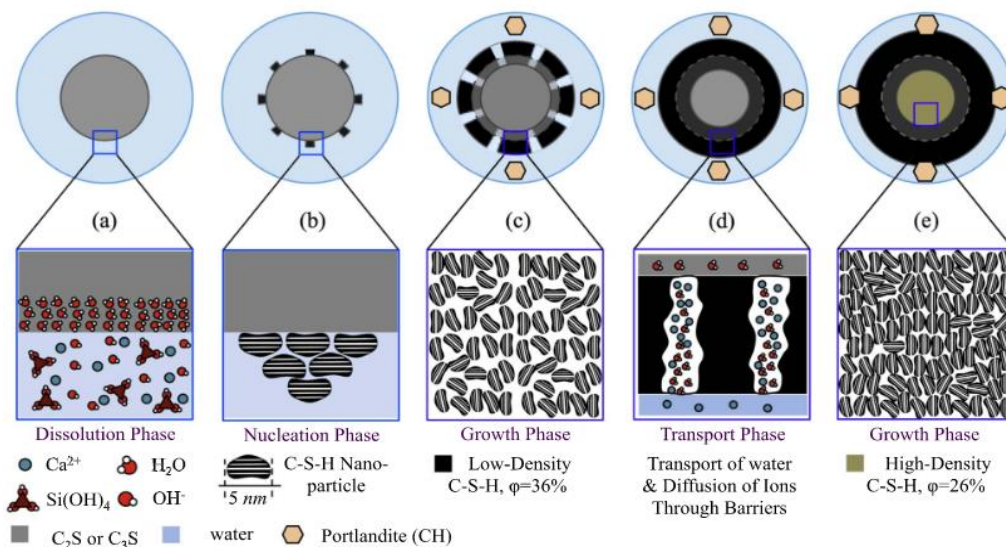 (a) (b) (c) (d) (e)
Dissolution Phase Nucleation Phase Growth Phase Transport Phase Growth Phase
Ca²⁺ H₂O C-S-H Nano-
particle Low-Density
C-S-H, φ=36% Transport of water
& Diffusion of Ions
Through Barriers High-Density
C-S-H, φ=26%
Si(OH)₄ OH⁻ 5 nm
C₂S or C₃S water Portlandite (CH)